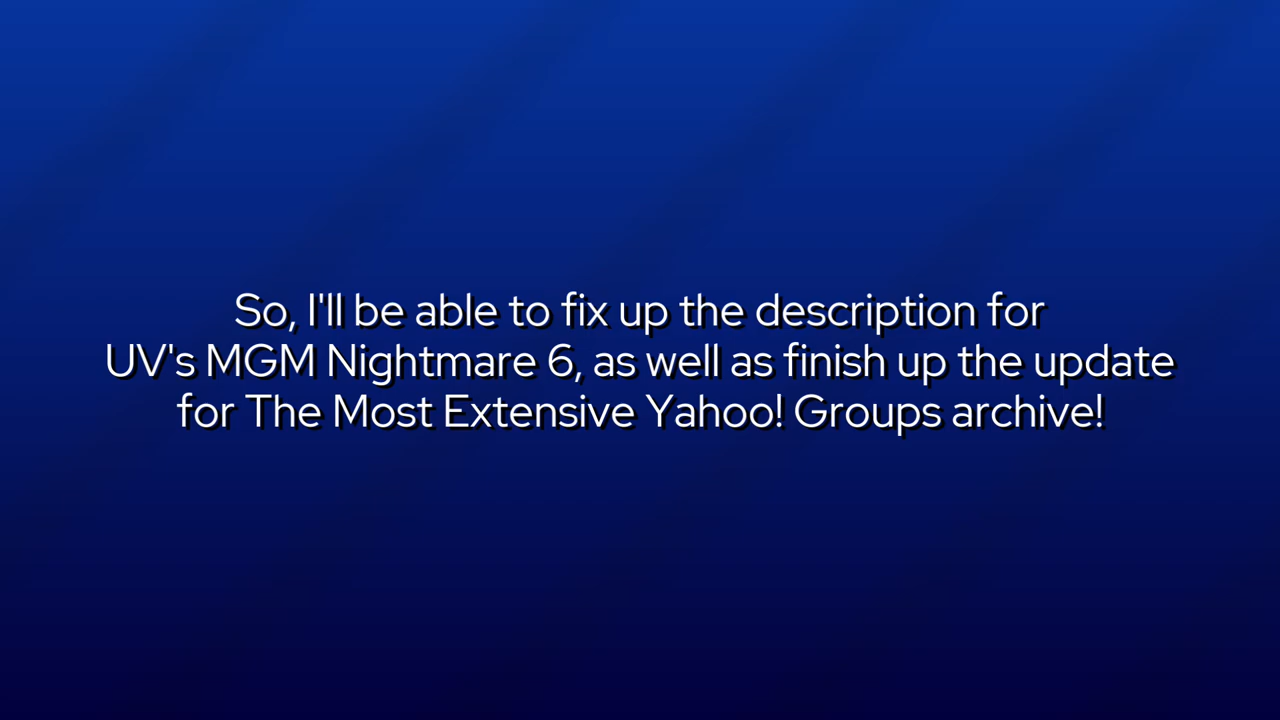 So, I'll be able to fix up the description for
UV's MGM Nightmare 6, as well as finish up the update
for The Most Extensive Yahoo! Groups archive!